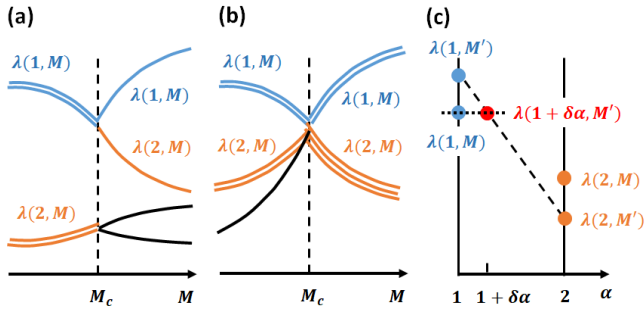 (a)
λ(1, M)
λ(1, M)
λ(2, M)
λ(2, M)
M_c
M
(b)
λ(1, M)
λ(2, M)
λ(2, M)
M_c
M
(c)
λ(1, M′)
λ(1 + δα, M′)
λ(1, M)
λ(2, M)
λ(2, M′)
1
1 + δα
2
α